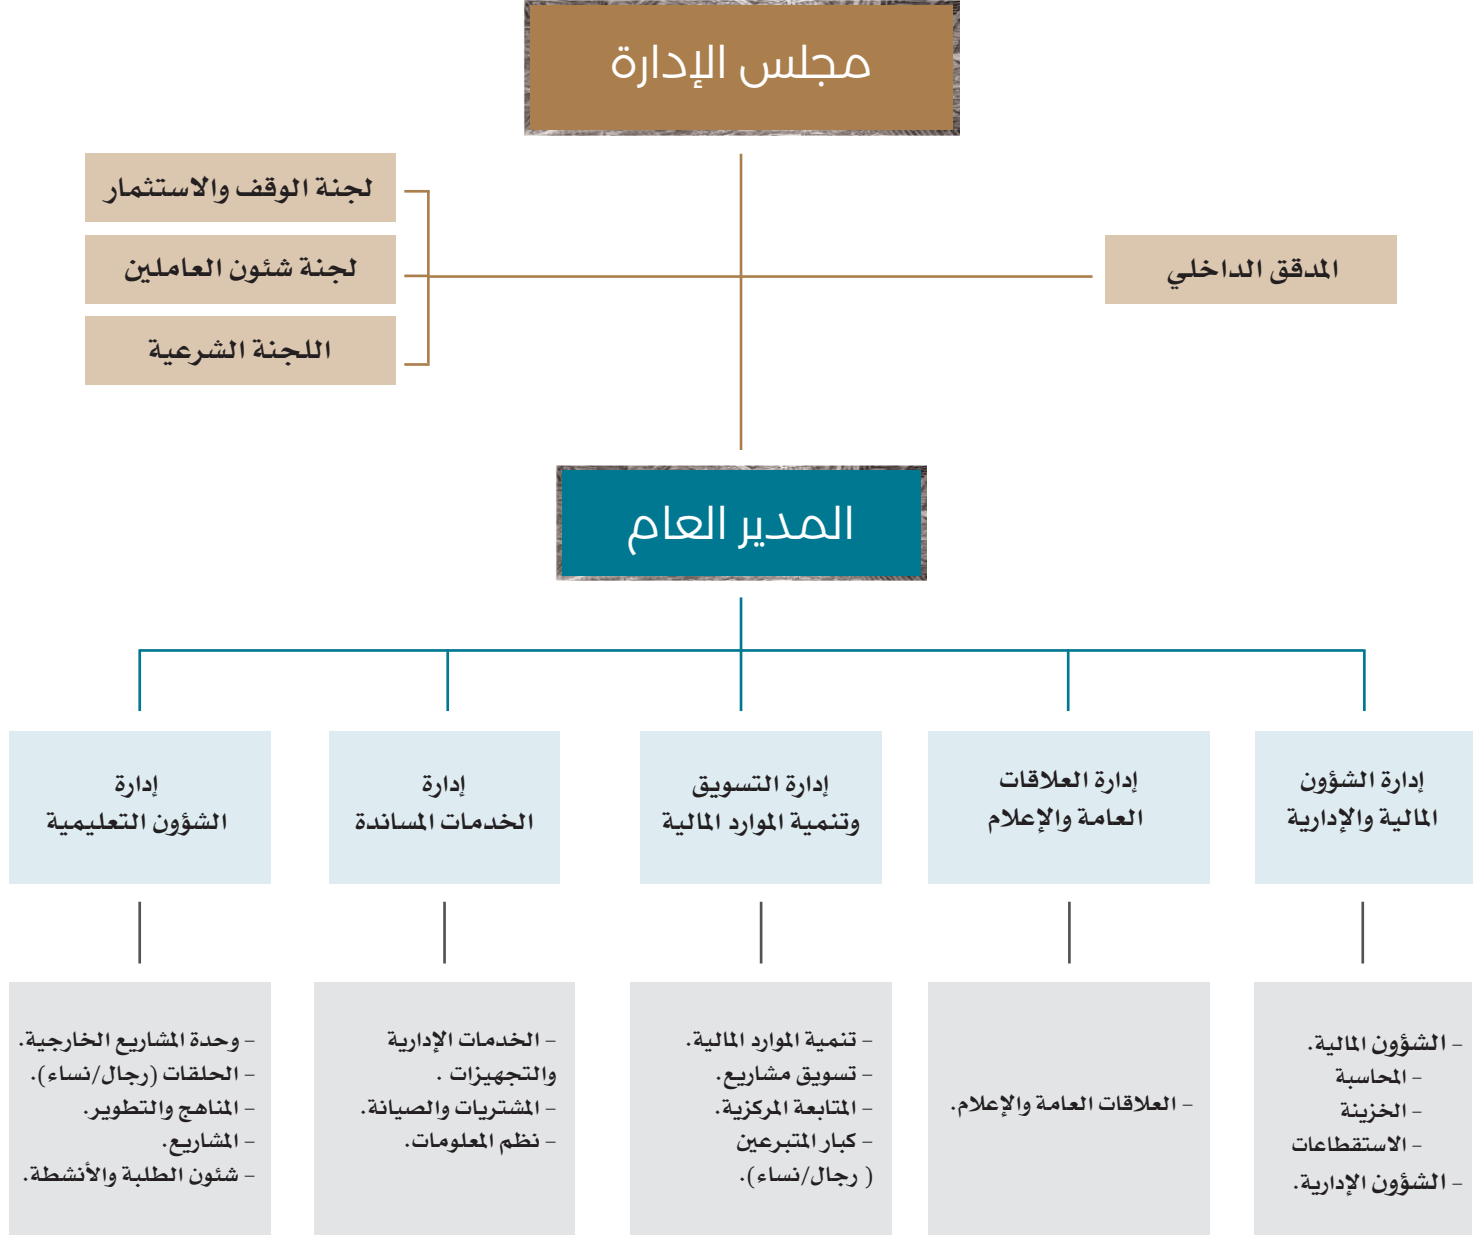 مجلس الإدارة
المدقق الداخلي
لجنة الوقف والاستثمار
لجنة شئون العاملين
اللجنة الشرعية
المدير العام
إدارة الشؤون
المالية والإدارية
إدارة العلاقات
العامة والإعلام
إدارة التسويق
وتنمية الموارد المالية
إدارة
الخدمات المساندة
إدارة
الشؤون التعليمية
- الشؤون المالية.
- المحاسبة
- الخزينة
- الاستقطاعات
- الشؤون الإدارية.
- العلاقات العامة والإعلام.
- تنمية الموارد المالية.
- تسويق مشاريع.
- المتابعة المركزية.
- كبار المتبرعين
( رجال/نساء).
- الخدمات الإدارية
والتجهيزات .
- المشتريات والصيانة.
- نظم المعلومات.
- وحدة المشاريع الخارجية.
- الحلقات (رجال/نساء).
- المناهج والتطوير.
- المشاريع.
- شئون الطلبة والأنشطة.